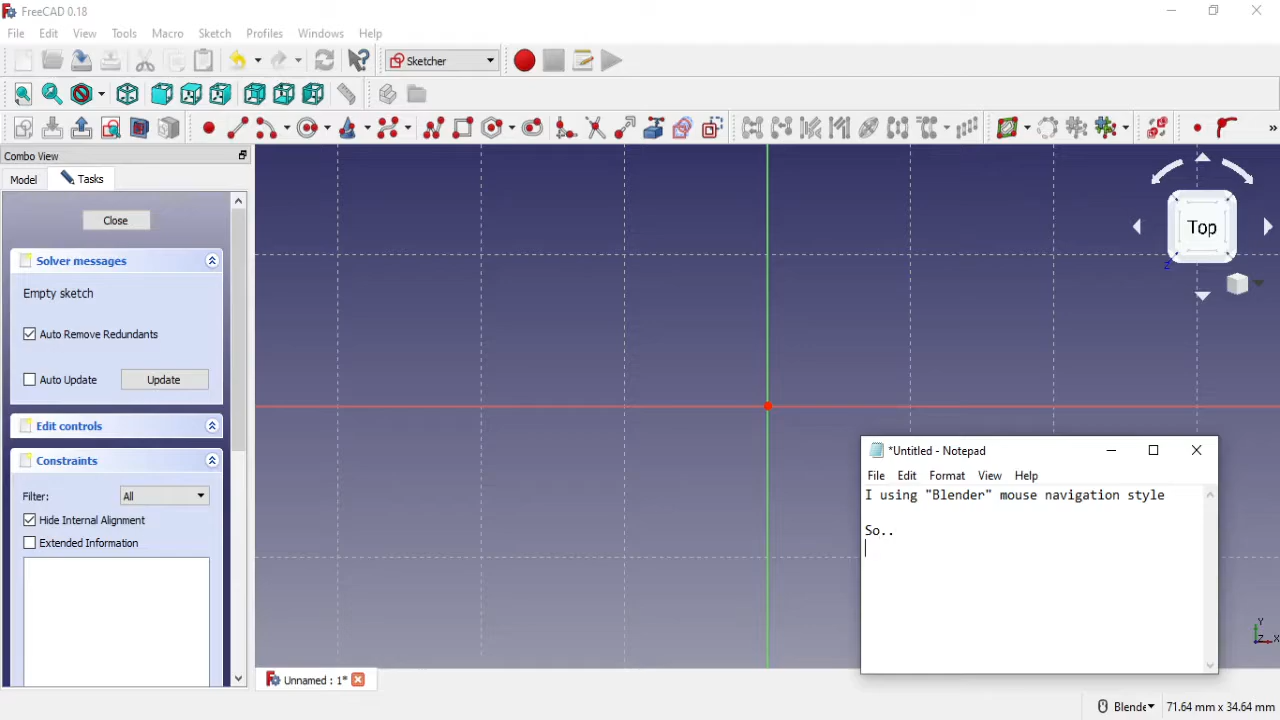 FreeCAD 0.18
File Edit View Tools Macro Sketch Profiles Windows Help
Sketcher
»
Combo View
Model Tasks
Top
Z
Close
Solver messages
Empty sketch
Auto Remove Redundants
Auto Update Update
Edit controls
Constraints
Filter: All
Hide Internal Alignment
Extended Information
*Untitled - Notepad
File Edit Format View Help
I using "Blender" mouse navigation style
So..
Y
Z X
Unnamed : 1*
Blende 71.64 mm x 34.64 mm